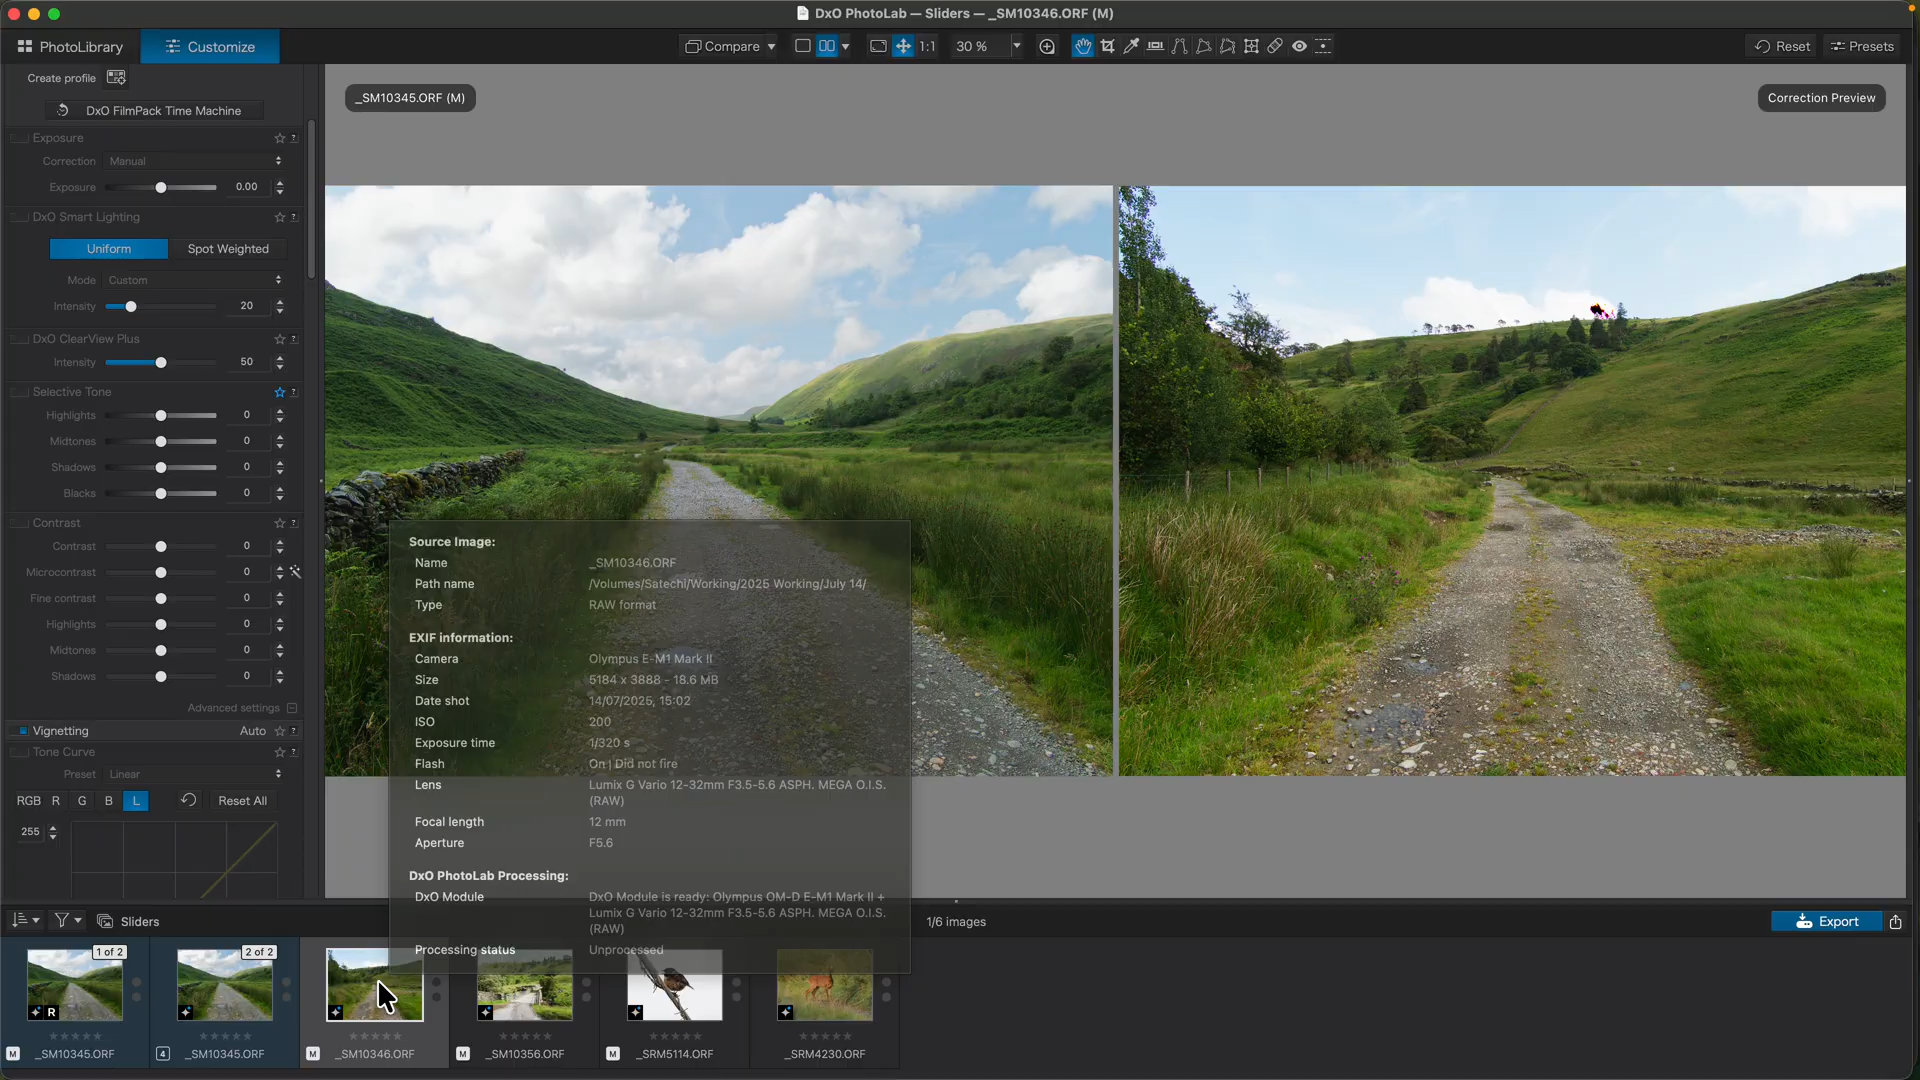 DxO PhotoLab — Sliders — _SM10346.ORF (M)
PhotoLibrary
Customize
Compare
1:1
30 %
Reset
Presets
Create profile
DxO FilmPack Time Machine
Exposure
Correction Manual
Exposure 0.00
DxO Smart Lighting
Uniform
Spot Weighted
Mode Custom
Intensity 20
DxO ClearView Plus
Intensity 50
Selective Tone
Highlights 0
Midtones 0
Shadows 0
Blacks 0
Contrast
Contrast 0
Microcontrast 0
Fine contrast 0
Highlights 0
Midtones 0
Shadows 0
Advanced settings
Vignetting Auto
Tone Curve
Preset Linear
RGB R G B L
Reset All
255
_SM10345.ORF (M)
Correction Preview
Source Image:
Name _SM10346.ORF
Path name /Volumes/Satechi/Working/2025 Working/July 14/
Type RAW format
EXIF information:
Camera Olympus E-M1 Mark II
Size 5184 x 3888 - 18.6 MB
Date shot 14/07/2025, 15:02
ISO 200
Exposure time 1/320 s
Flash On | Did not fire
Lens Lumix G Vario 12-32mm F3.5-5.6 ASPH. MEGA O.I.S.
(RAW)
Focal length 12 mm
Aperture F5.6
DxO PhotoLab Processing:
DxO Module DxO Module is ready: Olympus OM-D E-M1 Mark II +
Lumix G Vario 12-32mm F3.5-5.6 ASPH. MEGA O.I.S.
(RAW)
Processing status Unprocessed
Sliders
1/6 images
Export
1 of 2
2 of 2
R
M _SM10345.ORF
4 _SM10345.ORF
M _SM10346.ORF
M _SM10356.ORF
M _SRM5114.ORF
_SRM4230.ORF